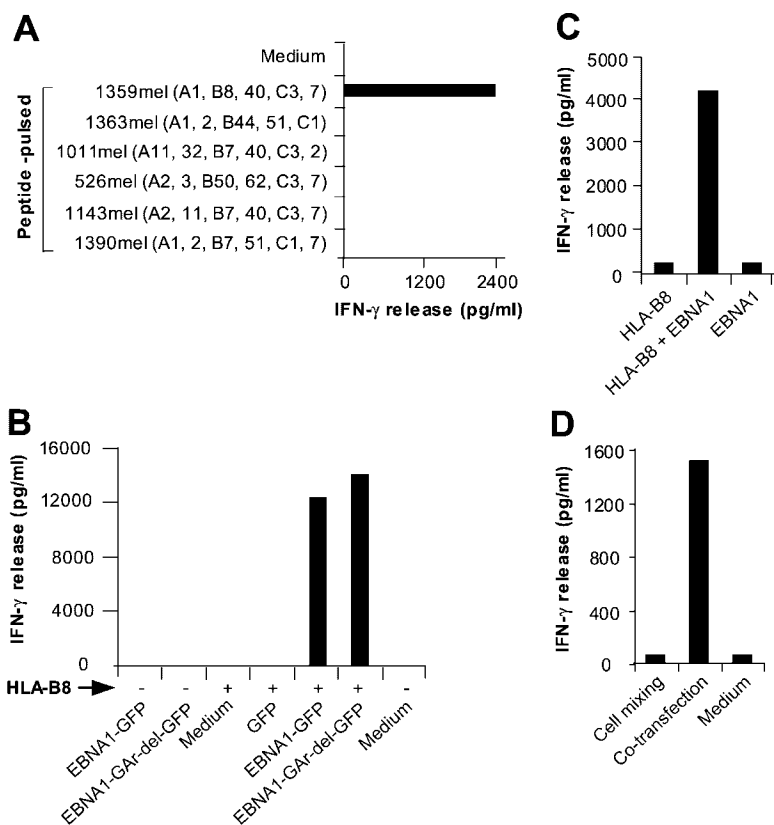 A
Medium
Peptide -pulsed
1359mel (A1, B8, 40, C3, 7)
1363mel (A1, 2, B44, 51, C1)
1011mel (A11, 32, B7, 40, C3, 2)
526mel (A2, 3, B50, 62, C3, 7)
1143mel (A2, 11, B7, 40, C3, 7)
1390mel (A1, 2, B7, 51, C1, 7)
0 1200 2400
IFN-γ release (pg/ml)
C
IFN-γ release (pg/ml)
5000
4000
3000
2000
1000
0
HLA-B8
HLA-B8 + EBNA1
EBNA1
B
IFN-γ release (pg/ml)
16000
12000
8000
4000
0
HLA-B8 - - + + + + -
EBNA1-GFP
EBNA1-GAr-del-GFP
Medium
GFP
EBNA1-GFP
EBNA1-GAr-del-GFP
Medium
D
IFN-γ release (pg/ml)
1600
1200
800
400
0
Cell mixing
Co-transfection
Medium